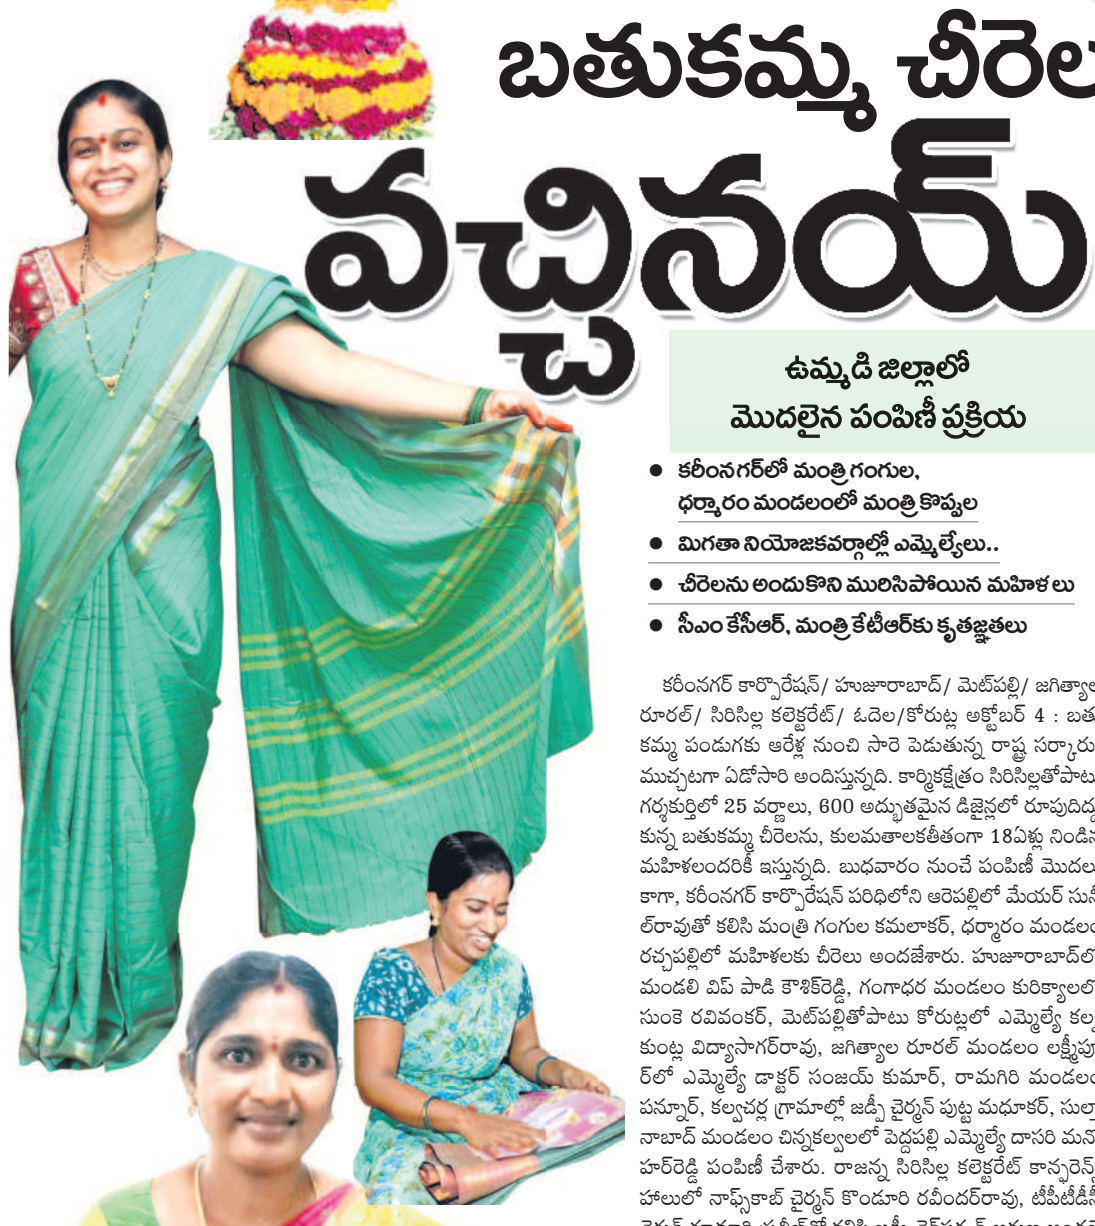 బతుకమ్మ చీరెల
వచ్చినయ్
ఉమ్మడి జిల్లాలో
మొదలైన పంపిణీ ప్రక్రియ
● కరీంనగర్‌లో మంత్రి గంగుల,
ధర్మారం మండలంలో మంత్రి కొప్పుల
● మిగతా నియోజకవర్గాల్లో ఎమ్మెల్యేలు..
● చీరెలను అందుకొని మురిసిపోయిన మహిళలు
● సీఎం కేసీఆర్, మంత్రి కేటీఆర్‌కు కృతజ్ఞతలు
కరీంనగర్ కార్పొరేషన్/ హుజూరాబాద్/ మెట్‌పల్లి/ జగిత్యాల
రూరల్/ సిరిసిల్ల కలెక్టరేట్/ ఓదెల/కోరుట్ల అక్టోబర్ 4 : బతు
కమ్మ పండుగకు ఆరేళ్ల నుంచి సారె పెడుతున్న రాష్ట్ర సర్కారు,
ముచ్చటగా ఏడోసారి అందిస్తున్నది. కార్మికక్షేత్రం సిరిసిల్లతోపాటు
గర్శకుర్తిలో 25 వర్ణాలు, 600 అద్భుతమైన డిజైన్లలో రూపుదిద్దు
కున్న బతుకమ్మ చీరెలను, కులమతాలకతీతంగా 18ఏళ్లు నిండిన
మహిళలందరికీ ఇస్తున్నది. బుధవారం నుంచే పంపిణీ మొదలు
కాగా, కరీంనగర్ కార్పొరేషన్ పరిధిలోని ఆరెపల్లిలో మేయర్ సునీ
ల్‌రావుతో కలిసి మంత్రి గంగుల కమలాకర్, ధర్మారం మండలం
రచ్చపల్లిలో మహిళలకు చీరెలు అందజేశారు. హుజూరాబాద్‌లో
మండలి విప్ పాడి కౌశిక్‌రెడ్డి, గంగాధర మండలం కురిక్యాలలో
సుంకె రవిశంకర్, మెట్‌పల్లితోపాటు కోరుట్లలో ఎమ్మెల్యే కల్వ
కుంట్ల విద్యాసాగర్‌రావు, జగిత్యాల రూరల్ మండలం లక్ష్మీపూ
ర్‌లో ఎమ్మెల్యే డాక్టర్ సంజయ్ కుమార్, రామగిరి మండలం
పన్నూర్, కల్వచర్ల గ్రామాల్లో జడ్పీ చైర్మన్ పుట్ట మధూకర్, సుల్తా
నాబాద్ మండలం చిన్నకల్వలలో పెద్దపల్లి ఎమ్మెల్యే దాసరి మనో
హర్‌రెడ్డి పంపిణీ చేశారు. రాజన్న సిరిసిల్ల కలెక్టరేట్ కాన్ఫరెన్స్
హాలులో నాఫ్స్‌కాబ్ చైర్మన్ కొండూరి రవీందర్‌రావు, టీపీటీడీసీ